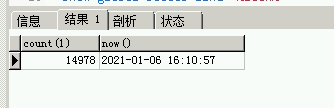 信息 结果 1 剖析 状态
count(1) now()
14978 2021-01-06 16:10:57